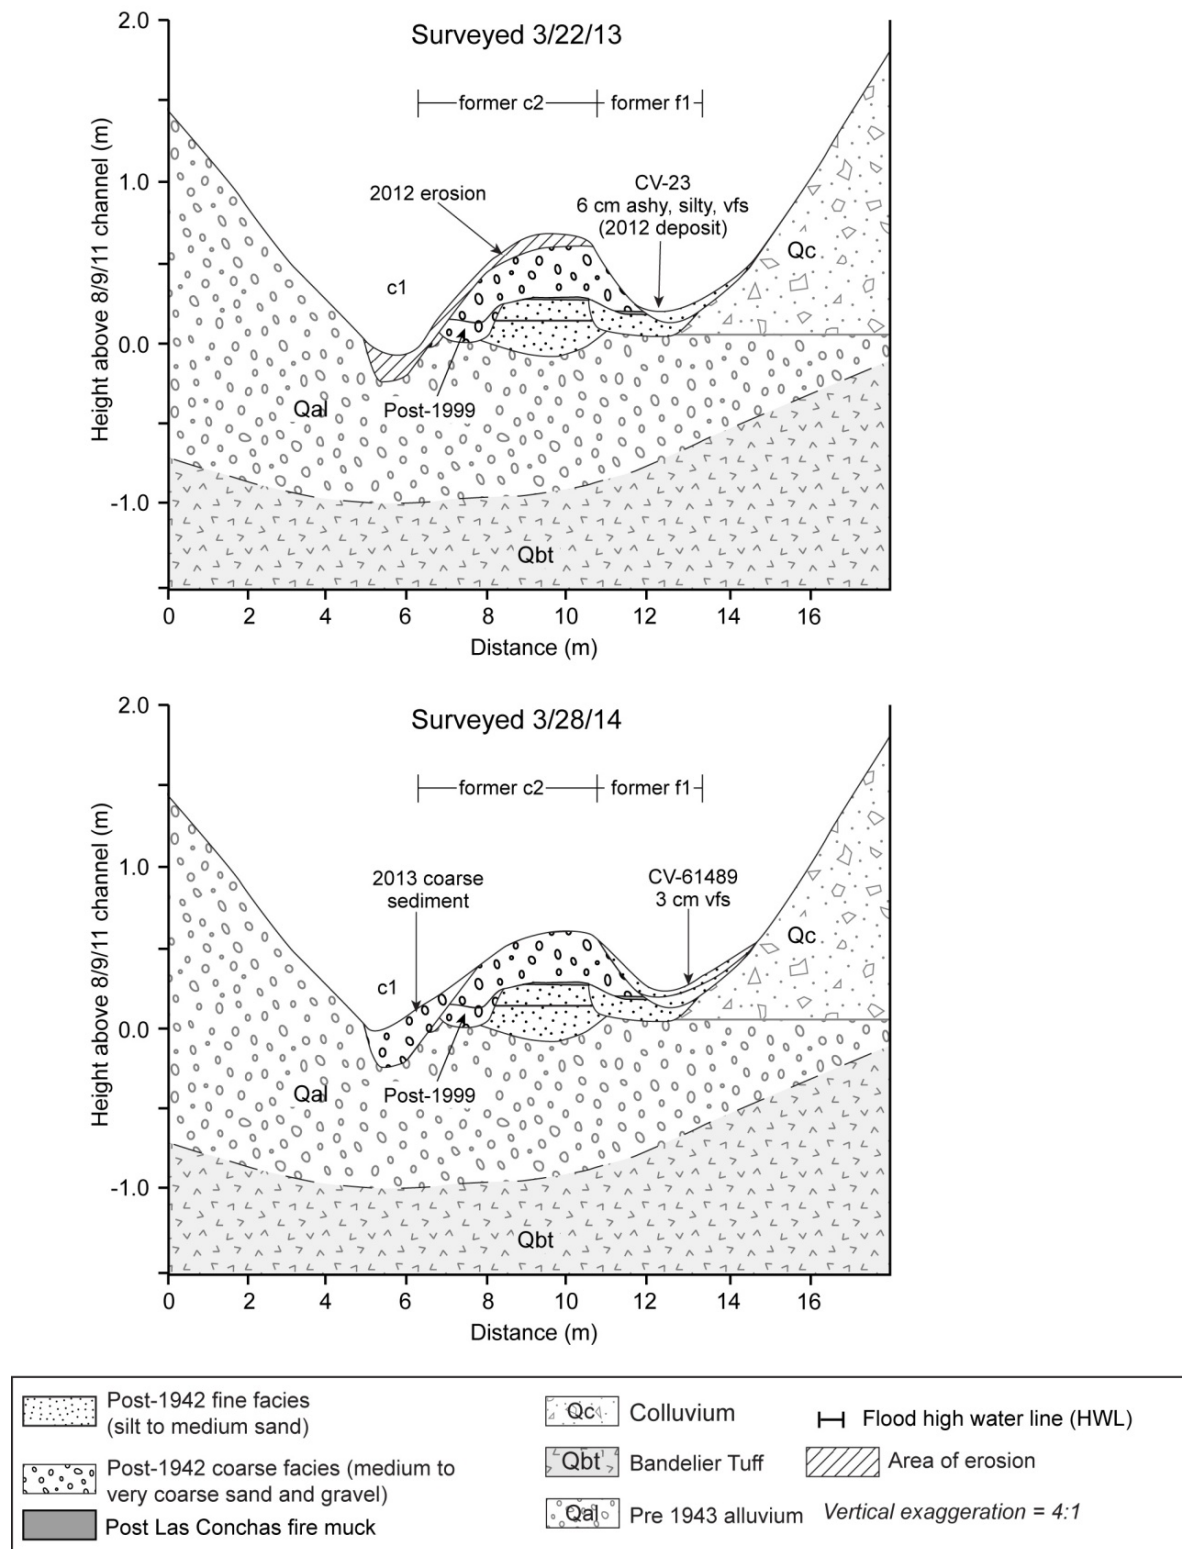 Surveyed 3/22/13
2.0
1.0
0.0
-1.0
Height above 8/9/11 channel (m)
former c2
former f1
2012 erosion
CV-23
6 cm ashy, silty, vfs
(2012 deposit)
c1
Qc
Qal
Post-1999
Qbt
0 2 4 6 8 10 12 14 16
Distance (m)
Surveyed 3/28/14
2.0
1.0
0.0
-1.0
Height above 8/9/11 channel (m)
former c2
former f1
2013 coarse
sediment
CV-61489
3 cm vfs
c1
Qc
Qal
Post-1999
Qbt
0 2 4 6 8 10 12 14 16
Distance (m)
Post-1942 fine facies
(silt to medium sand)
Post-1942 coarse facies (medium to
very coarse sand and gravel)
Post Las Conchas fire muck
Qc Colluvium
Qbt Bandelier Tuff
Qal Pre 1943 alluvium
Flood high water line (HWL)
Area of erosion
Vertical exaggeration = 4:1